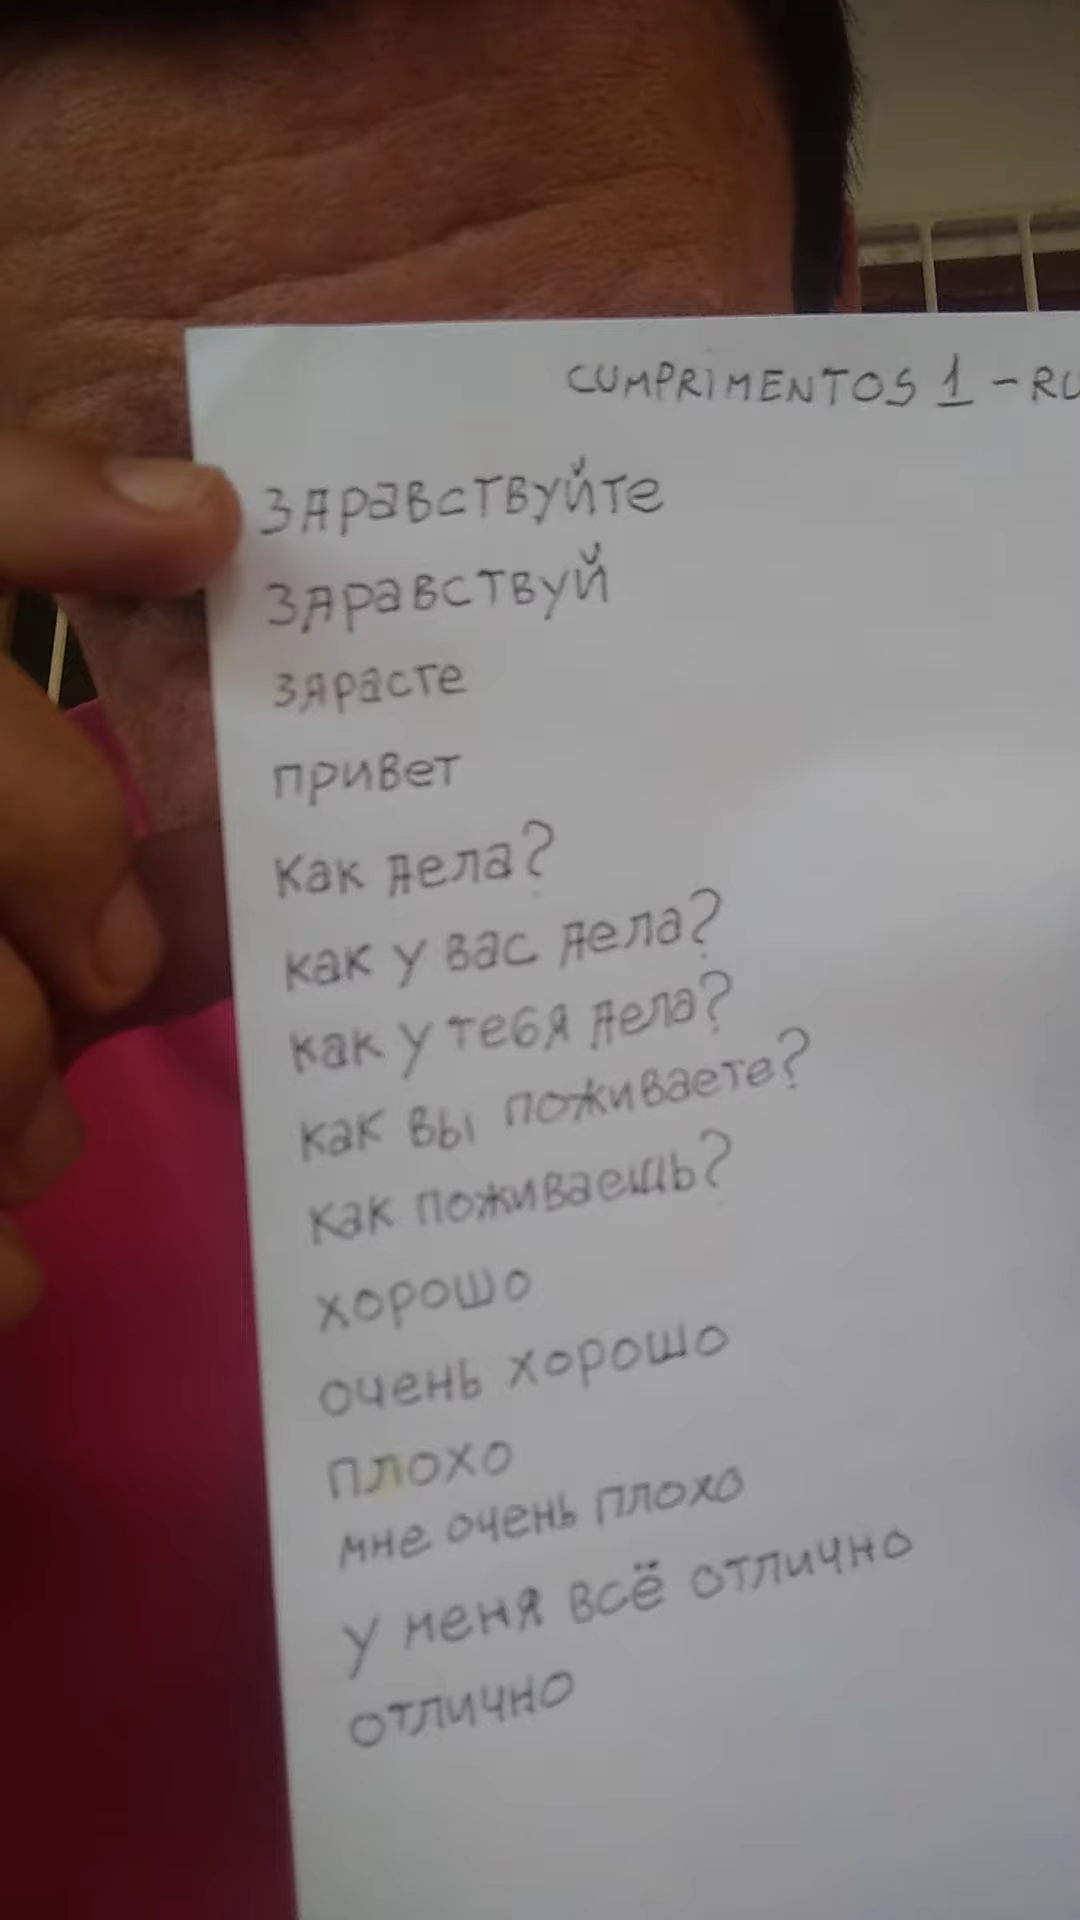 CUMPRIMENTOS 1 - RU
здравствуйте
здравствуй
здрасте
привет
как дела?
как у вас дела?
как у тебя дела?
как вы поживаете?
как поживаешь?
хорошо
очень хорошо
плохо
мне очень плохо
у меня всё отлично
отлично